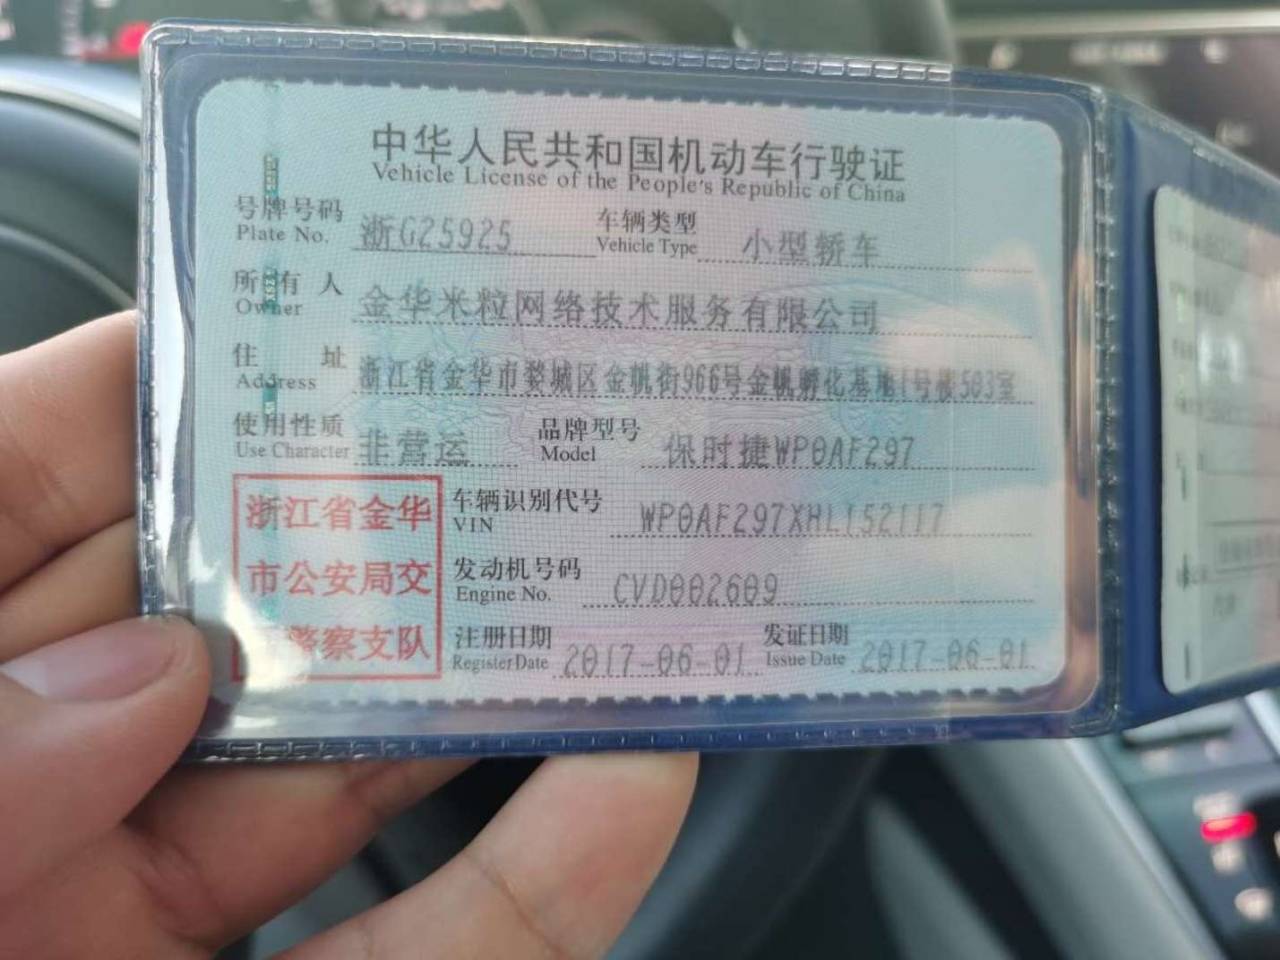 中华人民共和国机动车行驶证
Vehicle License of the People's Republic of China
号牌号码 浙G25925 车辆类型 小型轿车
Plate No. Vehicle Type
所有人 金华米粒网络技术服务有限公司
Owner
住址 浙江省金华市婺城区金帆街966号金帆孵化基地1号楼503室
Address
使用性质 非营运 品牌型号 保时捷WP0AF297
Use Character Model
浙江省金华 车辆识别代号 WP0AF297XHL152117
VIN
市公安局交 发动机号码 CVD002609
Engine No.
警察支队 注册日期 2017-06-01 发证日期 2017-06-01
Register Date Issue Date